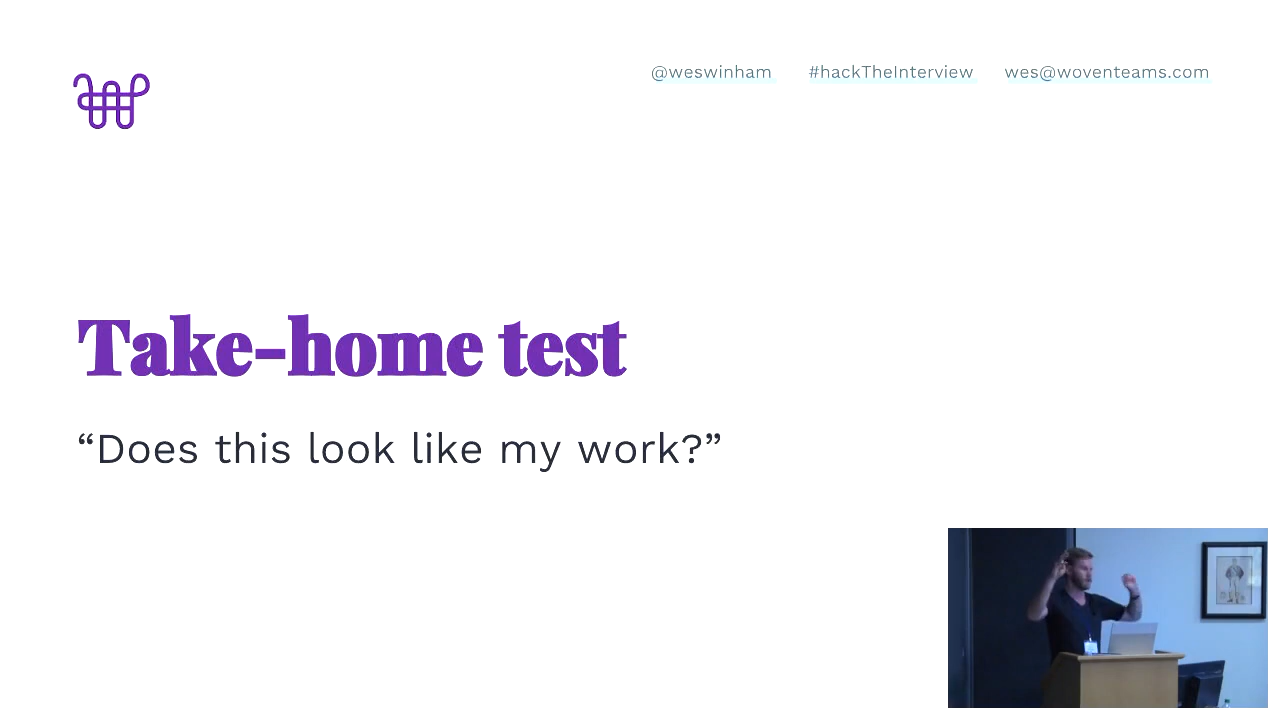 @weswinham #hackTheInterview wes@woventeams.com
Take-home test
“Does this look like my work?”